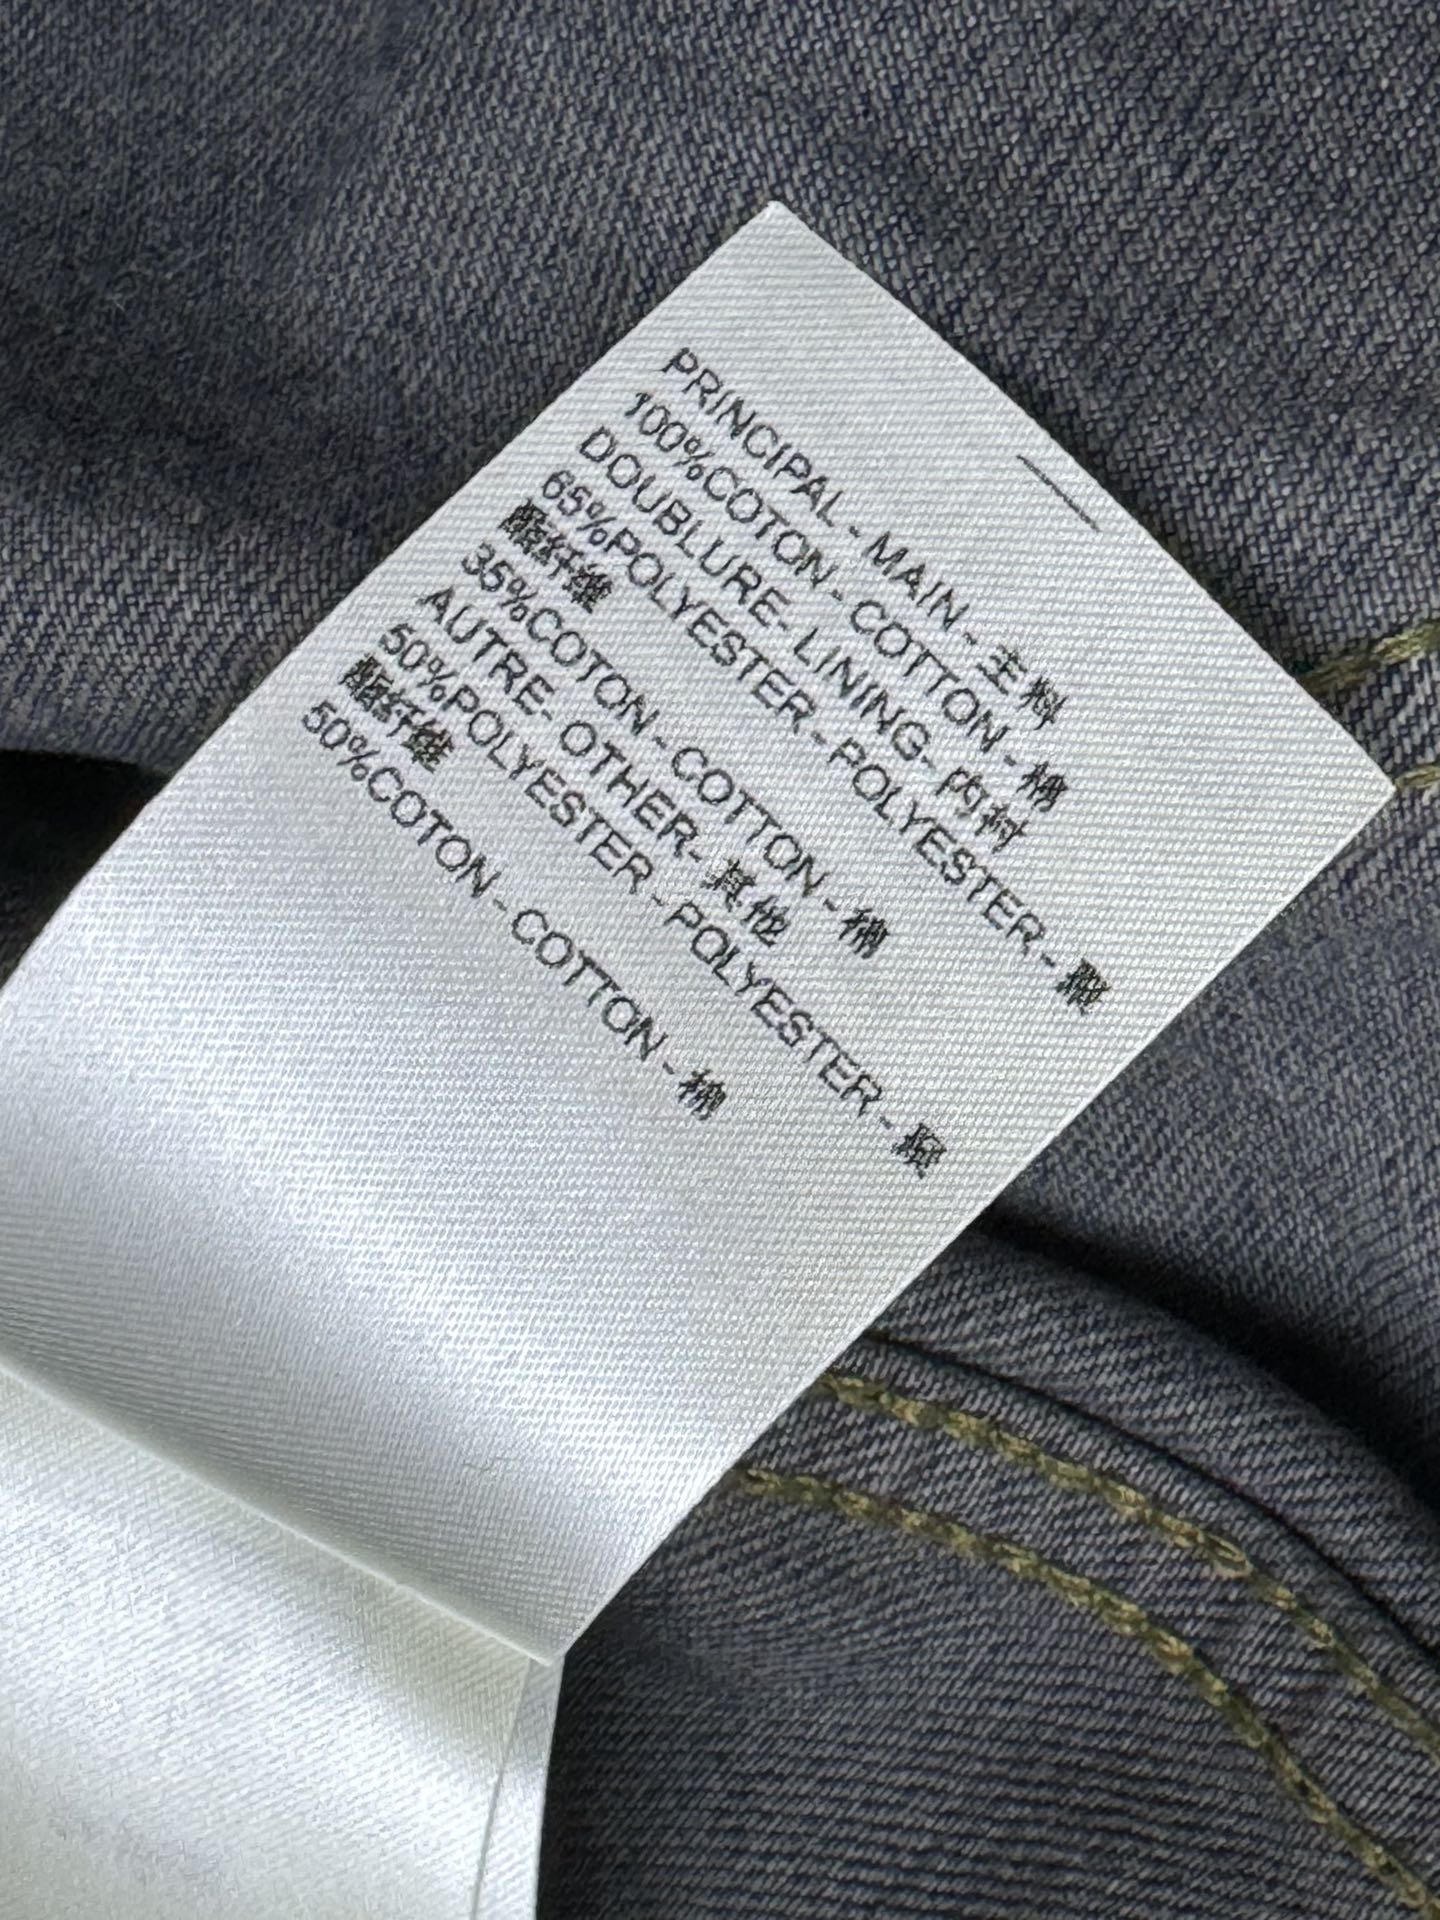 PRINCIPAL - MAIN - 主料
100%COTON - COTTON - 棉
DOUBLURE- LINING- 内衬
65%POLYESTER - POLYESTER - 聚
酯纤维
35%COTON - COTTON - 棉
AUTRE- OTHER- 其他
50%POLYESTER - POLYESTER - 聚
酯纤维
50%COTON - COTTON - 棉